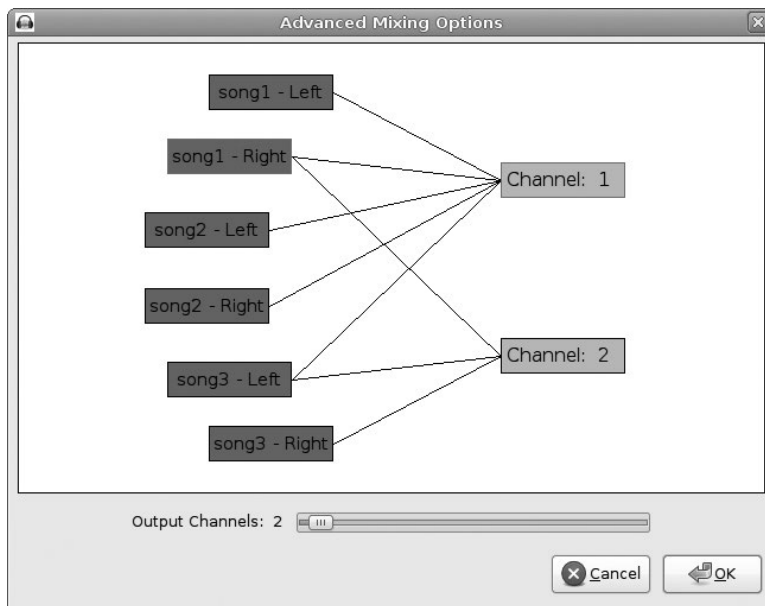 Advanced Mixing Options
song1 - Left
song1 - Right
Channel: 1
song2 - Left
song2 - Right
Channel: 2
song3 - Left
song3 - Right
Output Channels: 2
Cancel
OK